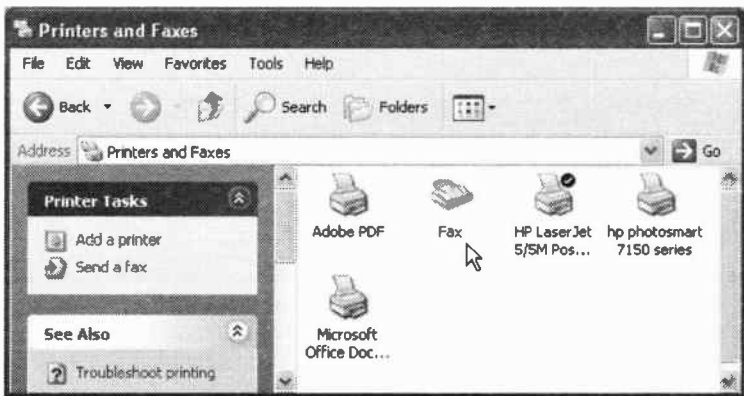 Printers and Faxes
File Edit View Favorites Tools Help
Back Search Folders
Address Printers and Faxes Go
Printer Tasks
Add a printer
Send a fax
See Also
Troubleshoot printing
Adobe PDF Fax HP LaserJet 5/5M Pos... hp photosmart 7150 series
Microsoft
Office Doc...